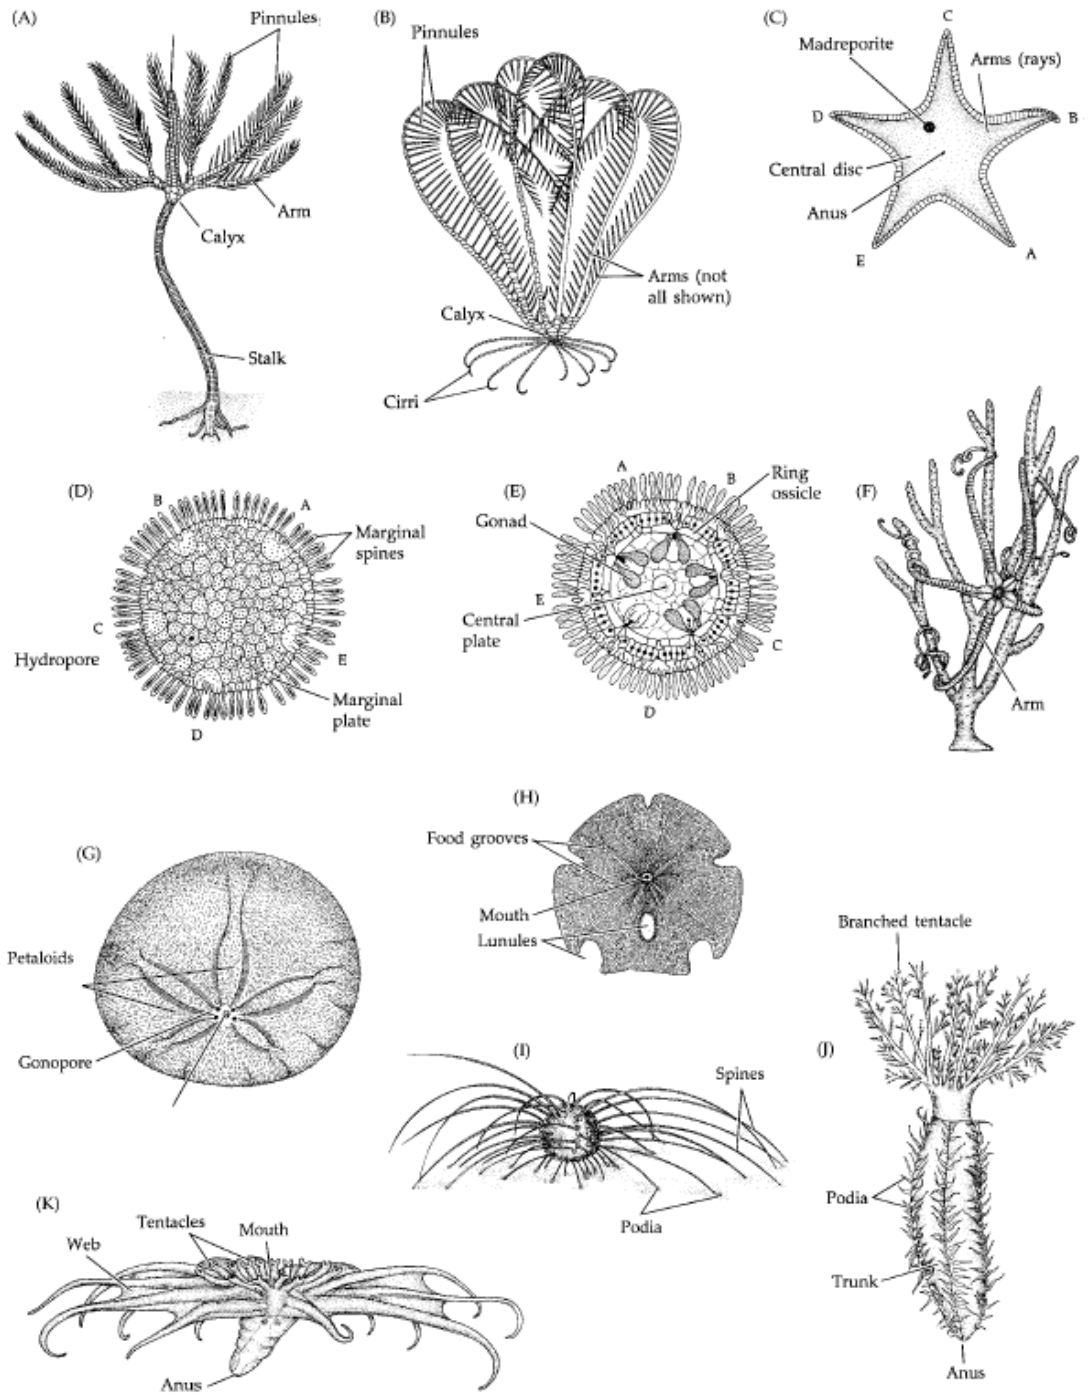 (A)
Pinnules
Arm
Calyx
Stalk
(B)
Pinnules
Arms (not
all shown)
Calyx
Cirri
(C)
C
Madreporite
Arms (rays)
D
B
Central disc
Anus
E
A
(D)
B
A
Marginal
spines
C
Hydropore
E
Marginal
plate
D
(E)
A
B
Ring
ossicle
Gonad
E
Central
plate
C
D
(F)
Arm
(G)
Petaloids
Gonopore
(H)
Food grooves
Mouth
Lunules
(I)
Spines
Podia
(J)
Branched tentacle
Podia
Trunk
Anus
(K)
Tentacles
Mouth
Web
Anus